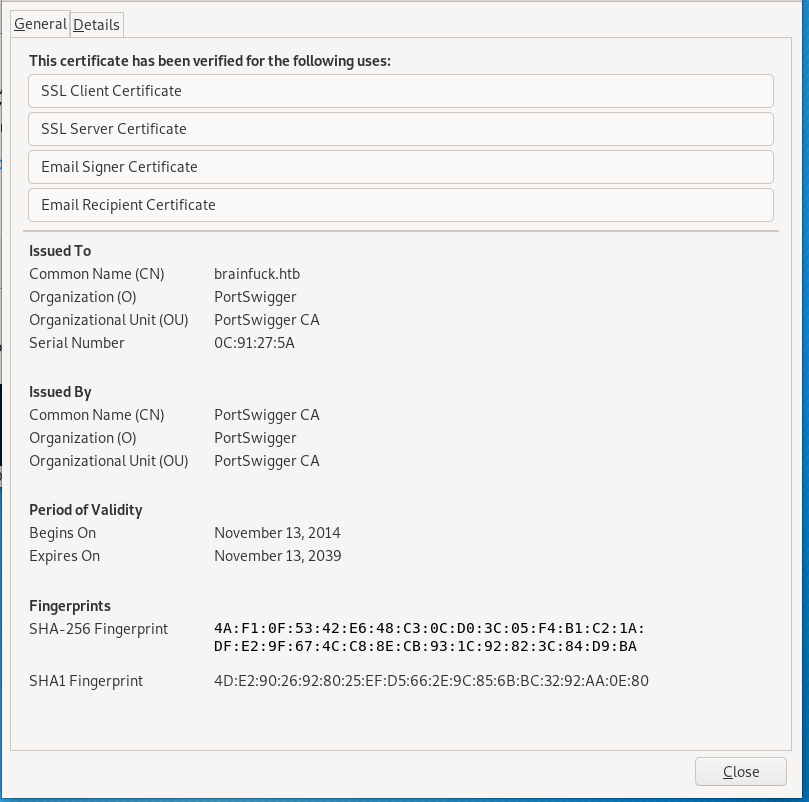 General Details
This certificate has been verified for the following uses:
SSL Client Certificate
SSL Server Certificate
Email Signer Certificate
Email Recipient Certificate
Issued To
Common Name (CN) brainfuck.htb
Organization (O) PortSwigger
Organizational Unit (OU) PortSwigger CA
Serial Number 0C:91:27:5A
Issued By
Common Name (CN) PortSwigger CA
Organization (O) PortSwigger
Organizational Unit (OU) PortSwigger CA
Period of Validity
Begins On November 13, 2014
Expires On November 13, 2039
Fingerprints
SHA-256 Fingerprint 4A:F1:0F:53:42:E6:48:C3:0C:D0:3C:05:F4:B1:C2:1A:
DF:E2:9F:67:4C:C8:8E:CB:93:1C:92:82:3C:84:D9:BA
SHA1 Fingerprint 4D:E2:90:26:92:80:25:EF:D5:66:2E:9C:85:6B:BC:32:92:AA:0E:80
Close